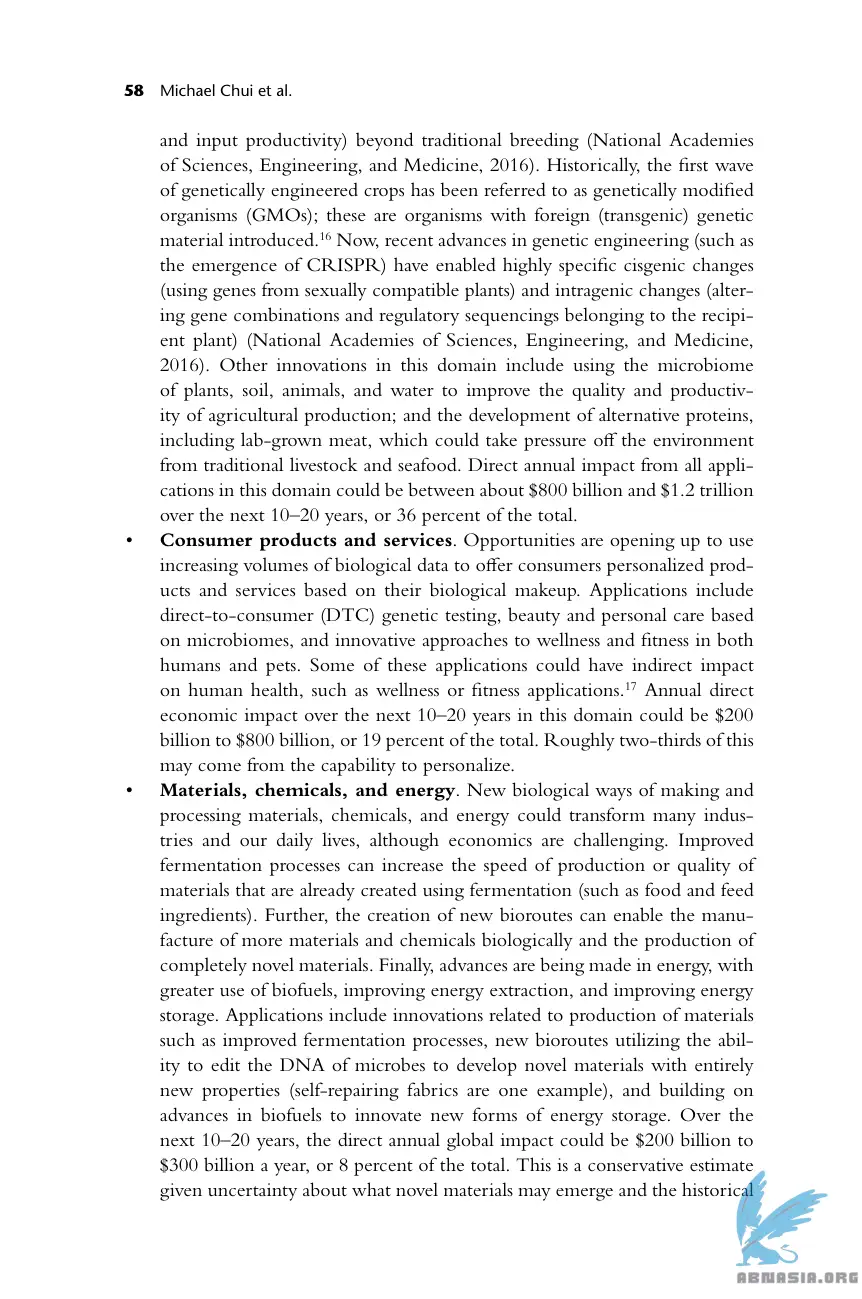 58 Michael Chui et al.
and input productivity) beyond traditional breeding (National Academies
of Sciences, Engineering, and Medicine, 2016). Historically, the first wave
of genetically engineered crops has been referred to as genetically modified
organisms (GMOs); these are organisms with foreign (transgenic) genetic
material introduced.16 Now, recent advances in genetic engineering (such as
the emergence of CRISPR) have enabled highly specific cisgenic changes
(using genes from sexually compatible plants) and intragenic changes (alter-
ing gene combinations and regulatory sequencings belonging to the recipi-
ent plant) (National Academies of Sciences, Engineering, and Medicine,
2016). Other innovations in this domain include using the microbiome
of plants, soil, animals, and water to improve the quality and productiv-
ity of agricultural production; and the development of alternative proteins,
including lab-grown meat, which could take pressure off the environment
from traditional livestock and seafood. Direct annual impact from all appli-
cations in this domain could be between about $800 billion and $1.2 trillion
over the next 10–20 years, or 36 percent of the total.
• Consumer products and services. Opportunities are opening up to use
increasing volumes of biological data to offer consumers personalized prod-
ucts and services based on their biological makeup. Applications include
direct-to-consumer (DTC) genetic testing, beauty and personal care based
on microbiomes, and innovative approaches to wellness and fitness in both
humans and pets. Some of these applications could have indirect impact
on human health, such as wellness or fitness applications.17 Annual direct
economic impact over the next 10–20 years in this domain could be $200
billion to $800 billion, or 19 percent of the total. Roughly two-thirds of this
may come from the capability to personalize.
• Materials, chemicals, and energy. New biological ways of making and
processing materials, chemicals, and energy could transform many indus-
tries and our daily lives, although economics are challenging. Improved
fermentation processes can increase the speed of production or quality of
materials that are already created using fermentation (such as food and feed
ingredients). Further, the creation of new bioroutes can enable the manu-
facture of more materials and chemicals biologically and the production of
completely novel materials. Finally, advances are being made in energy, with
greater use of biofuels, improving energy extraction, and improving energy
storage. Applications include innovations related to production of materials
such as improved fermentation processes, new bioroutes utilizing the abil-
ity to edit the DNA of microbes to develop novel materials with entirely
new properties (self-repairing fabrics are one example), and building on
advances in biofuels to innovate new forms of energy storage. Over the
next 10–20 years, the direct annual global impact could be $200 billion to
$300 billion a year, or 8 percent of the total. This is a conservative estimate
given uncertainty about what novel materials may emerge and the historical
ABNASIA.ORG